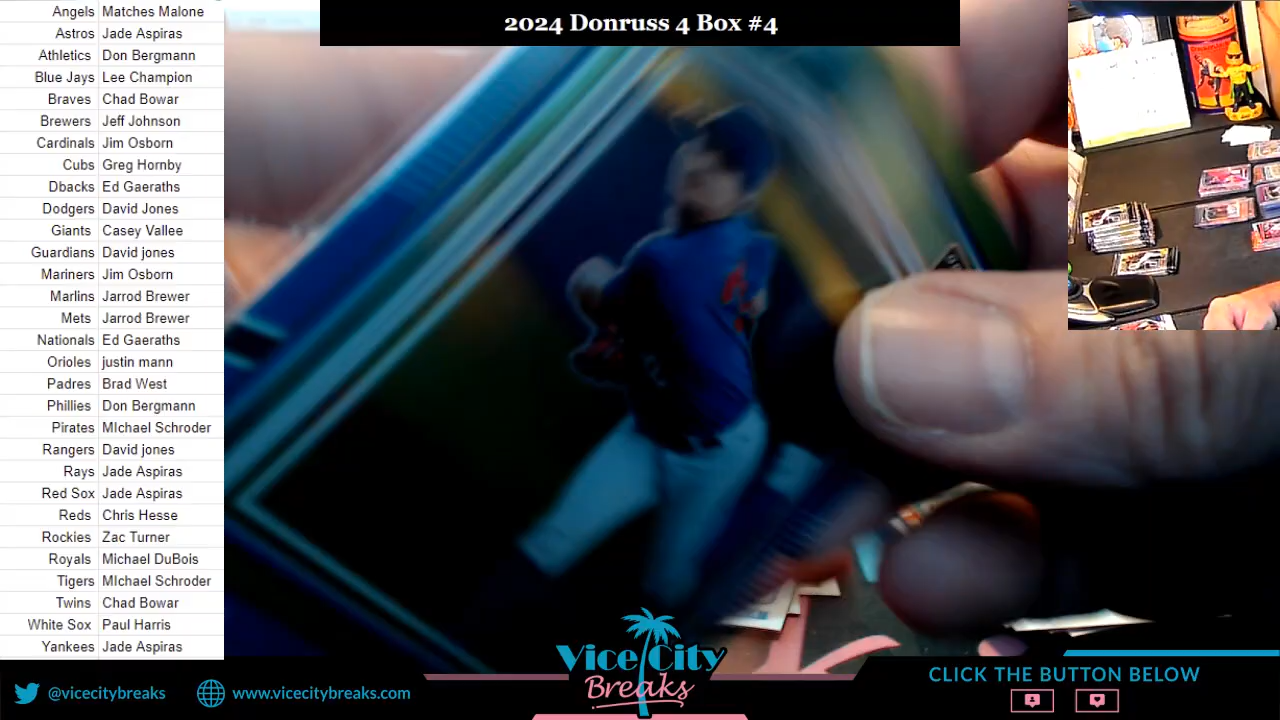 2024 Donruss 4 Box #4
Angels Matches Malone
Astros Jade Aspiras
Athletics Don Bergmann
Blue Jays Lee Champion
Braves Chad Bowar
Brewers Jeff Johnson
Cardinals Jim Osborn
Cubs Greg Hornby
Dbacks Ed Gaeraths
Dodgers David Jones
Giants Casey Vallee
Guardians David jones
Mariners Jim Osborn
Marlins Jarrod Brewer
Mets Jarrod Brewer
Nationals Ed Gaeraths
Orioles justin mann
Padres Brad West
Phillies Don Bergmann
Pirates MIchael Schroder
Rangers David jones
Rays Jade Aspiras
Red Sox Jade Aspiras
Reds Chris Hesse
Rockies Zac Turner
Royals Michael DuBois
Tigers MIchael Schroder
Twins Chad Bowar
White Sox Paul Harris
Yankees Jade Aspiras
@vicecitybreaks
www.vicecitybreaks.com
Vice City
Breaks
CLICK THE BUTTON BELOW